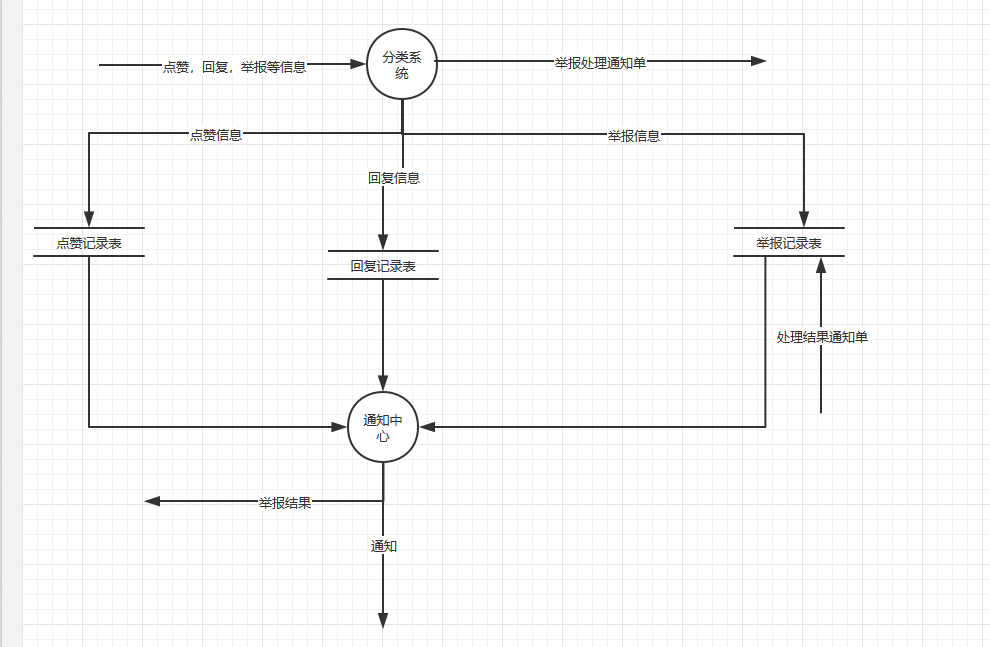 点赞，回复，举报等信息
分类系
统
举报处理通知单
点赞信息
举报信息
回复信息
点赞记录表
回复记录表
举报记录表
处理结果通知单
通知中
心
举报结果
通知